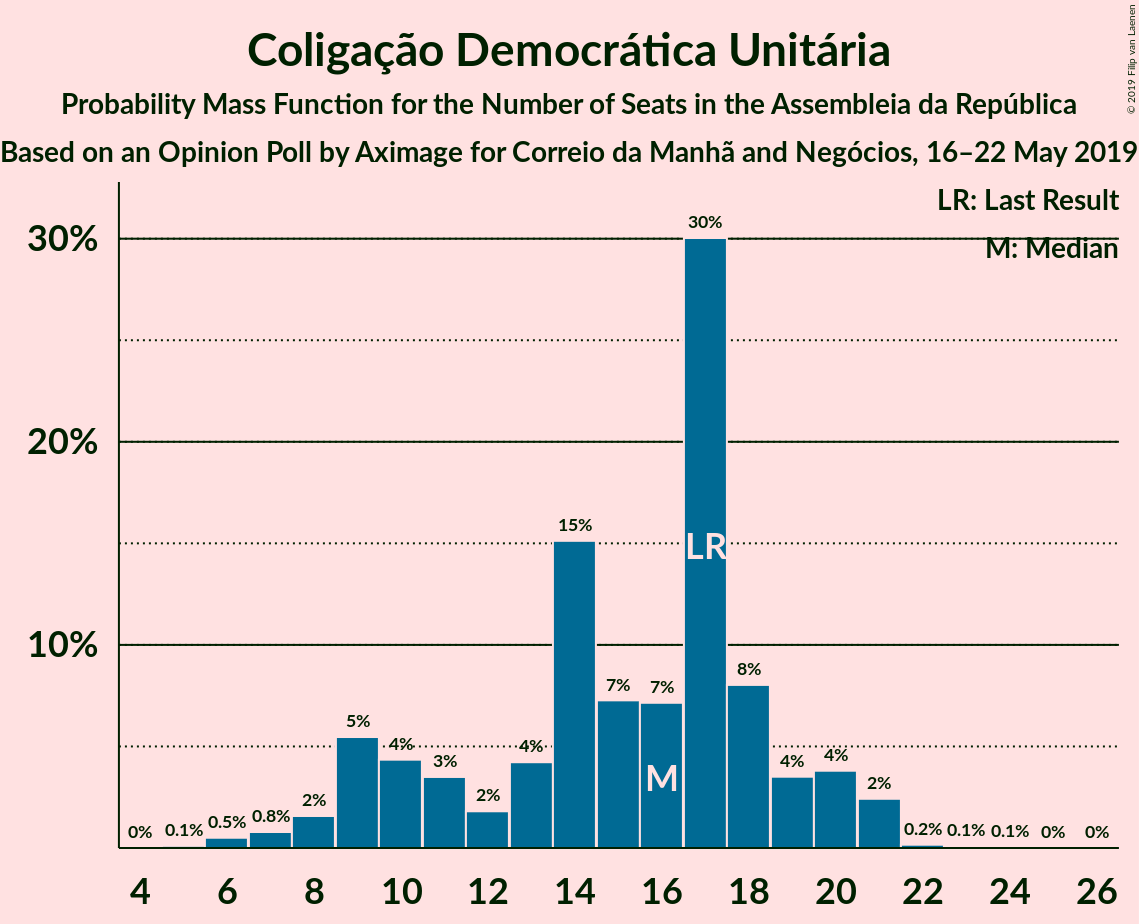 Coligação Democrática Unitária
Probability Mass Function for the Number of Seats in the Assembleia da República
Based on an Opinion Poll by Aximage for Correio da Manhã and Negócios, 16–22 May 2019
© 2019 Filip van Laenen
LR: Last Result
M: Median
30%
20%
10%
0%
0.1%
0.5%
0.8%
2%
5%
4%
3%
2%
4%
15%
7%
7%
30%
8%
4%
4%
2%
0.2%
0.1%
0.1%
0%
0%
LR
M
4 6 8 10 12 14 16 18 20 22 24 26